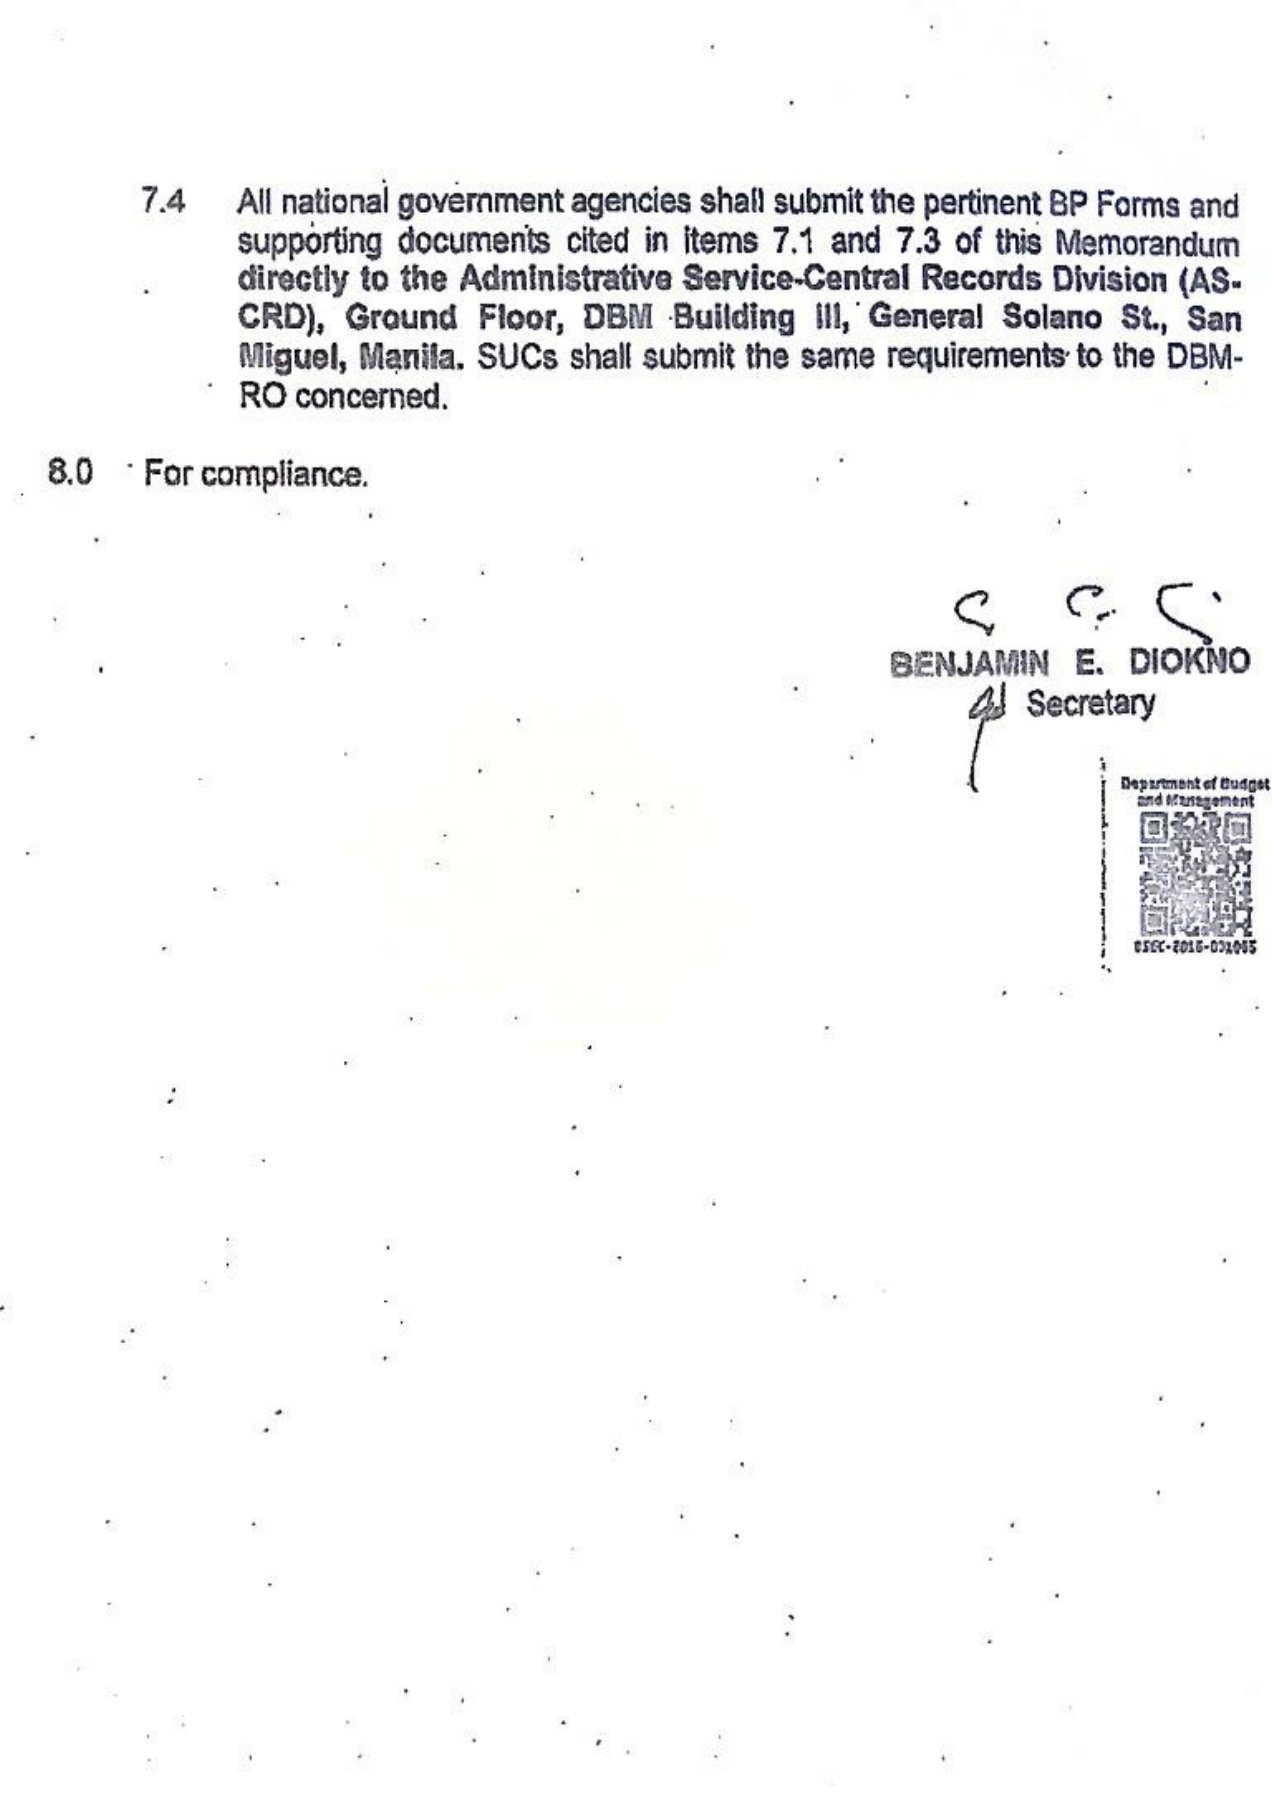 7.4 All national government agencies shall submit the pertinent BP Forms and
supporting documents cited in items 7.1 and 7.3 of this Memorandum
directly to the Administrative Service-Central Records Division (AS-
CRD), Ground Floor, DBM Building III, General Solano St., San
Miguel, Manila. SUCs shall submit the same requirements to the DBM-
RO concerned.
8.0 For compliance.
BENJAMIN E. DIOKNO
Secretary
Department of Budget
and Management